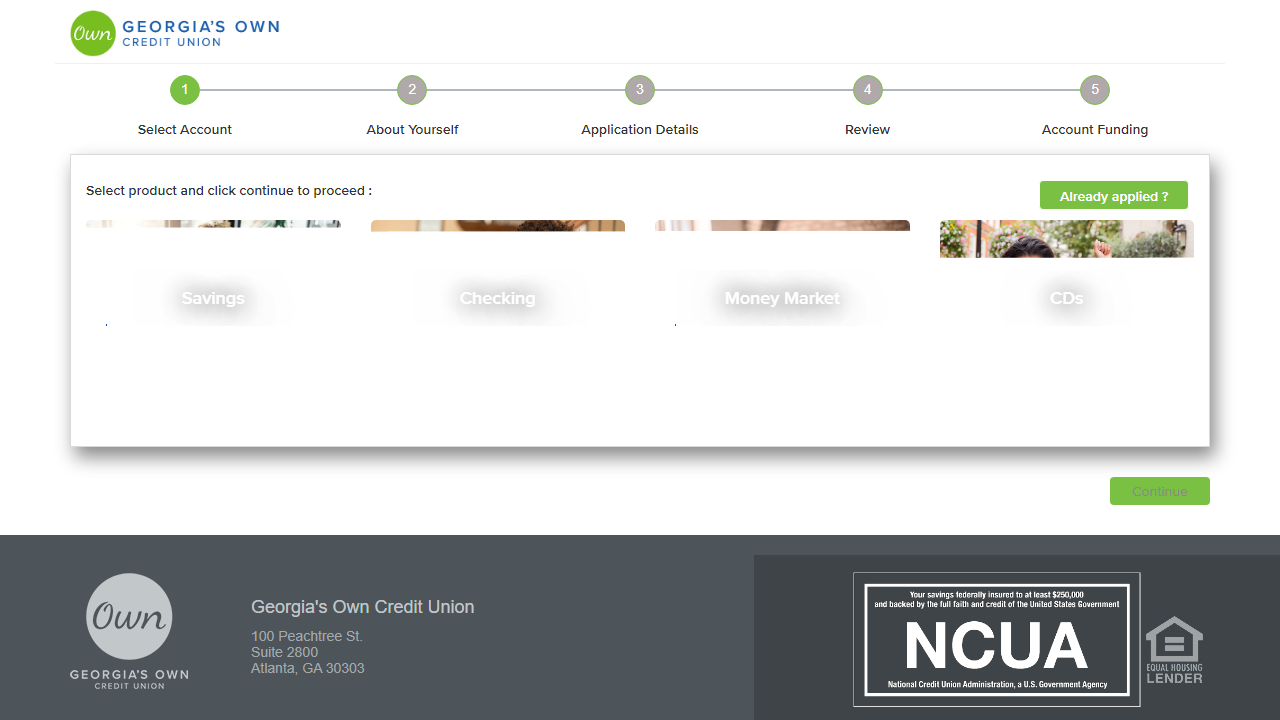 Own GEORGIA'S OWN
CREDIT UNION
1 2 3 4 5
Select Account About Yourself Application Details Review Account Funding
Select product and click continue to proceed :
Already applied ?
Savings Checking Money Market CDs
Continue
Own
GEORGIA'S OWN
CREDIT UNION
Georgia's Own Credit Union
100 Peachtree St.
Suite 2800
Atlanta, GA 30303
Your savings federally insured to at least $250,000
and backed by the full faith and credit of the United States Government
NCUA
National Credit Union Administration, a U.S. Government Agency
EQUAL HOUSING
LENDER